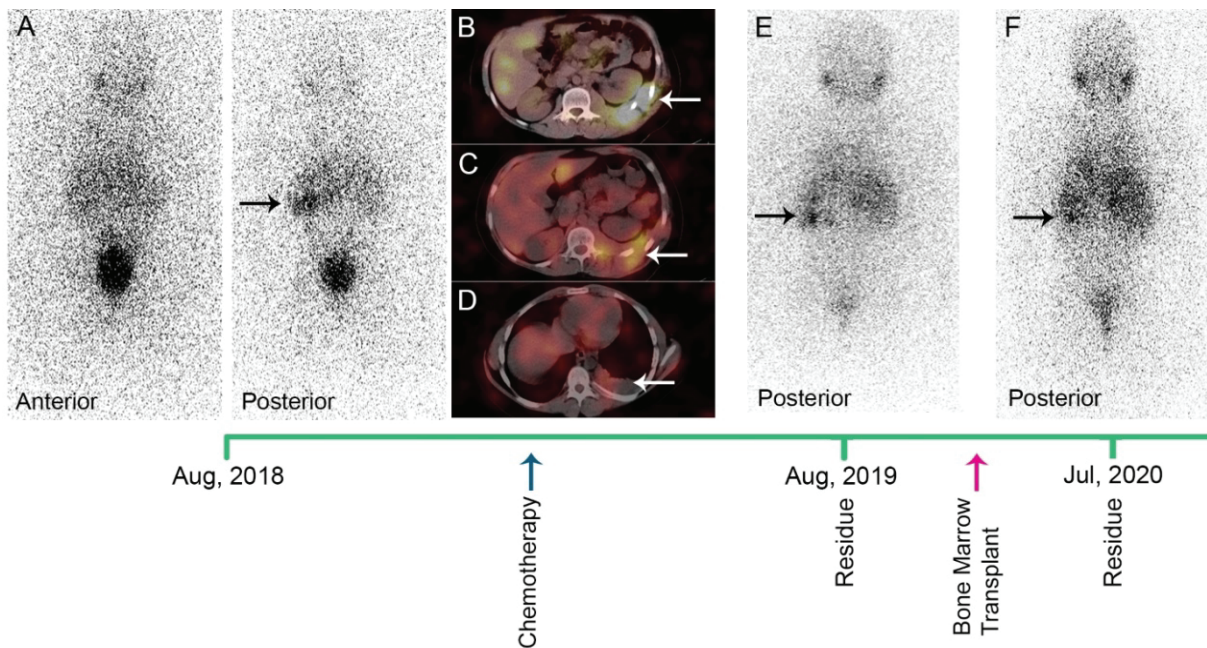 A
B
C
D
E
F
Anterior
Posterior
Posterior
Posterior
Aug, 2018
Chemotherapy
Aug, 2019
Residue
Bone Marrow
Transplant
Jul, 2020
Residue